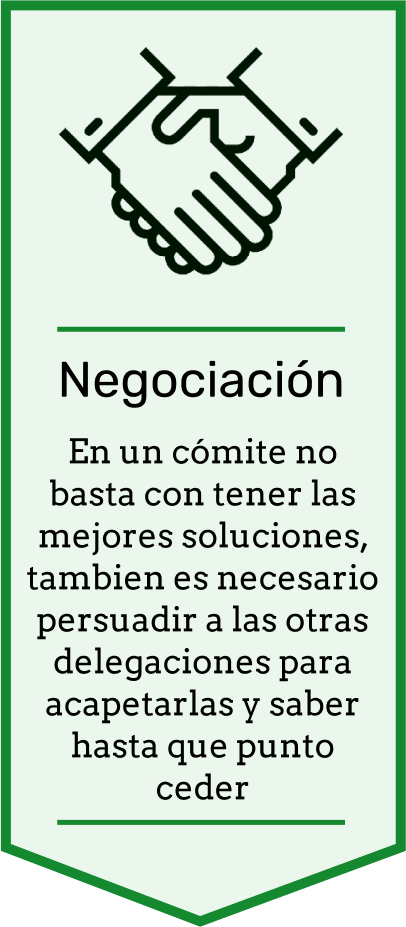 Negociación
En un cómite no
basta con tener las
mejores soluciones,
tambien es necesario
persuadir a las otras
delegaciones para
acapetarlas y saber
hasta que punto
ceder